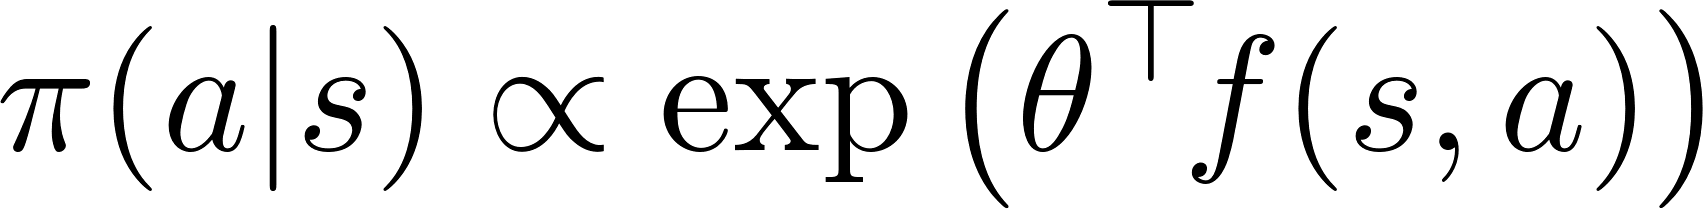 π(a|s) ∝ exp (θ⊤f(s, a))